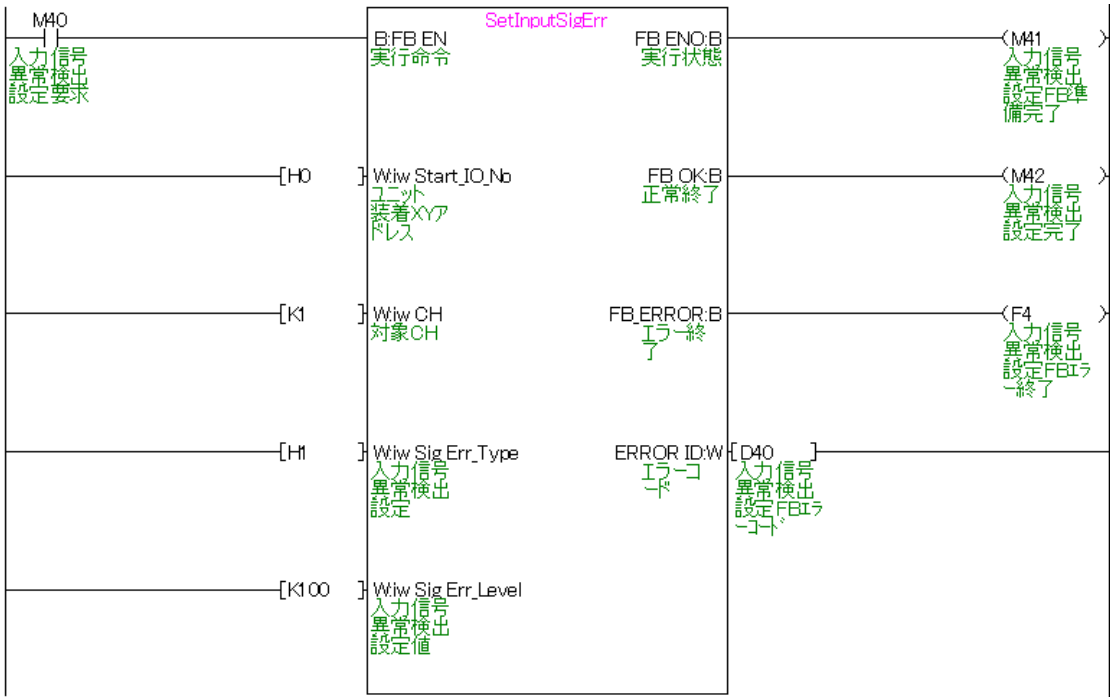 SetInputSigErr
M40
入力信号
異常検出
設定要求
B:FB EN
実行命令
FB ENO:B
実行状態
M41
入力信号
異常検出
設定FB準
備完了
[H0 ]
W:iw Start_IO_No
ユニット
装着XYア
ドレス
FB OK:B
正常終了
M42
入力信号
異常検出
設定完了
[K1 ]
W:iw CH
対象CH
FB_ERROR:B
エラー終
了
F4
入力信号
異常検出
設定FBエラ
ー終了
[H1 ]
W:iw Sig Err_Type
入力信号
異常検出
設定
ERROR ID:W
エラーコ
ード
[D40 ]
入力信号
異常検出
設定FBエラ
ーコード
[K100 ]
W:iw Sig Err_Level
入力信号
異常検出
設定値